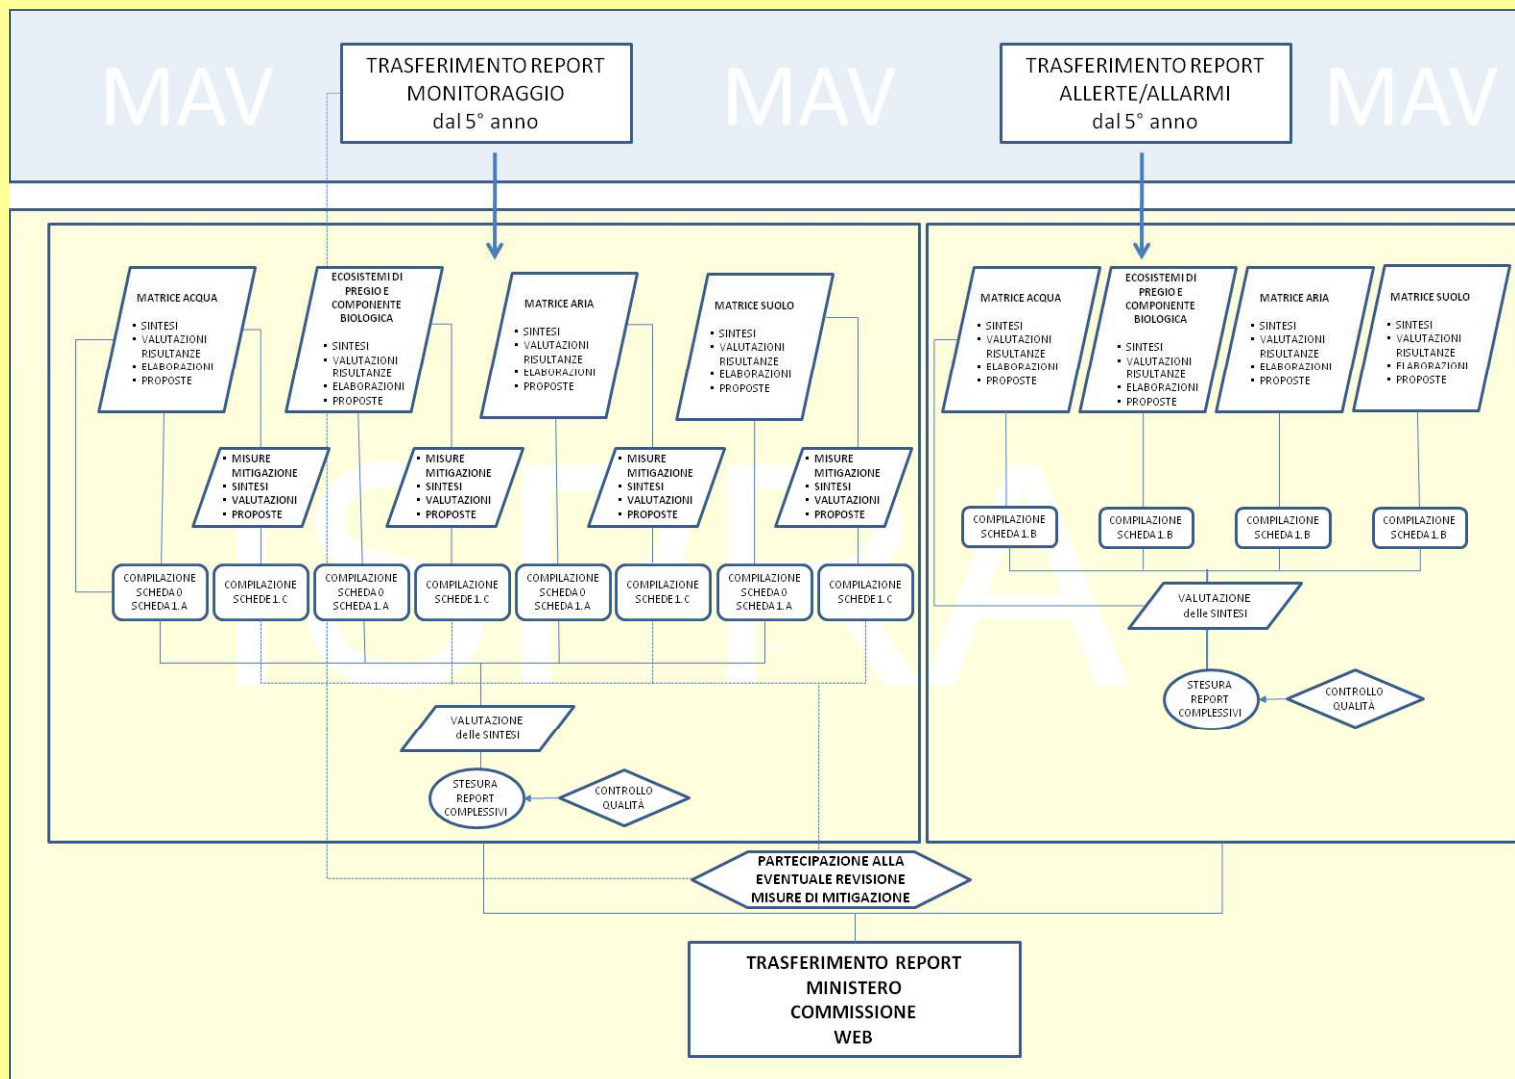 MAV
TRASFERIMENTO REPORT
MONITORAGGIO
dal 5° anno
MAV
TRASFERIMENTO REPORT
ALLERTE/ALLARMI
dal 5° anno
MAV
ISPRA
MATRICE ACQUA
▪ SINTESI
▪ VALUTAZIONI
RISULTANZE
▪ ELABORAZIONI
▪ PROPOSTE
ECOSISTEMI DI
PREGIO E
COMPONENTE
BIOLOGICA
▪ SINTESI
▪ VALUTAZIONI
RISULTANZE
▪ ELABORAZIONI
▪ PROPOSTE
MATRICE ARIA
▪ SINTESI
▪ VALUTAZIONI
RISULTANZE
▪ ELABORAZIONI
▪ PROPOSTE
MATRICE SUOLO
▪ SINTESI
▪ VALUTAZIONI
RISULTANZE
▪ ELABORAZIONI
▪ PROPOSTE
▪ MISURE
MITIGAZIONE
▪ SINTESI
▪ VALUTAZIONI
▪ PROPOSTE
▪ MISURE
MITIGAZIONE
▪ SINTESI
▪ VALUTAZIONI
▪ PROPOSTE
▪ MISURE
MITIGAZIONE
▪ SINTESI
▪ VALUTAZIONI
▪ PROPOSTE
▪ MISURE
MITIGAZIONE
▪ SINTESI
▪ VALUTAZIONI
▪ PROPOSTE
COMPILAZIONE
SCHEDA 0
SCHEDA 1.A
COMPILAZIONE
SCHEDE 1.C
COMPILAZIONE
SCHEDA 0
SCHEDA 1.A
COMPILAZIONE
SCHEDE 1.C
COMPILAZIONE
SCHEDA 0
SCHEDA 1.A
COMPILAZIONE
SCHEDE 1.C
COMPILAZIONE
SCHEDA 0
SCHEDA 1.A
COMPILAZIONE
SCHEDE 1.C
VALUTAZIONE
delle SINTESI
STESURA
REPORT
COMPLESSIVI
CONTROLLO
QUALITÀ
MATRICE ACQUA
▪ SINTESI
▪ VALUTAZIONI
RISULTANZE
▪ ELABORAZIONI
▪ PROPOSTE
ECOSISTEMI DI
PREGIO E
COMPONENTE
BIOLOGICA
▪ SINTESI
▪ VALUTAZIONI
RISULTANZE
▪ ELABORAZIONI
▪ PROPOSTE
MATRICE ARIA
▪ SINTESI
▪ VALUTAZIONI
RISULTANZE
▪ ELABORAZIONI
▪ PROPOSTE
MATRICE SUOLO
▪ SINTESI
▪ VALUTAZIONI
RISULTANZE
▪ ELABORAZIONI
▪ PROPOSTE
COMPILAZIONE
SCHEDA 1.B
COMPILAZIONE
SCHEDA 1.B
COMPILAZIONE
SCHEDA 1.B
COMPILAZIONE
SCHEDA 1.B
VALUTAZIONE
delle SINTESI
STESURA
REPORT
COMPLESSIVI
CONTROLLO
QUALITÀ
PARTECIPAZIONE ALLA
EVENTUALE REVISIONE
MISURE DI MITIGAZIONE
TRASFERIMENTO REPORT
MINISTERO
COMMISSIONE
WEB